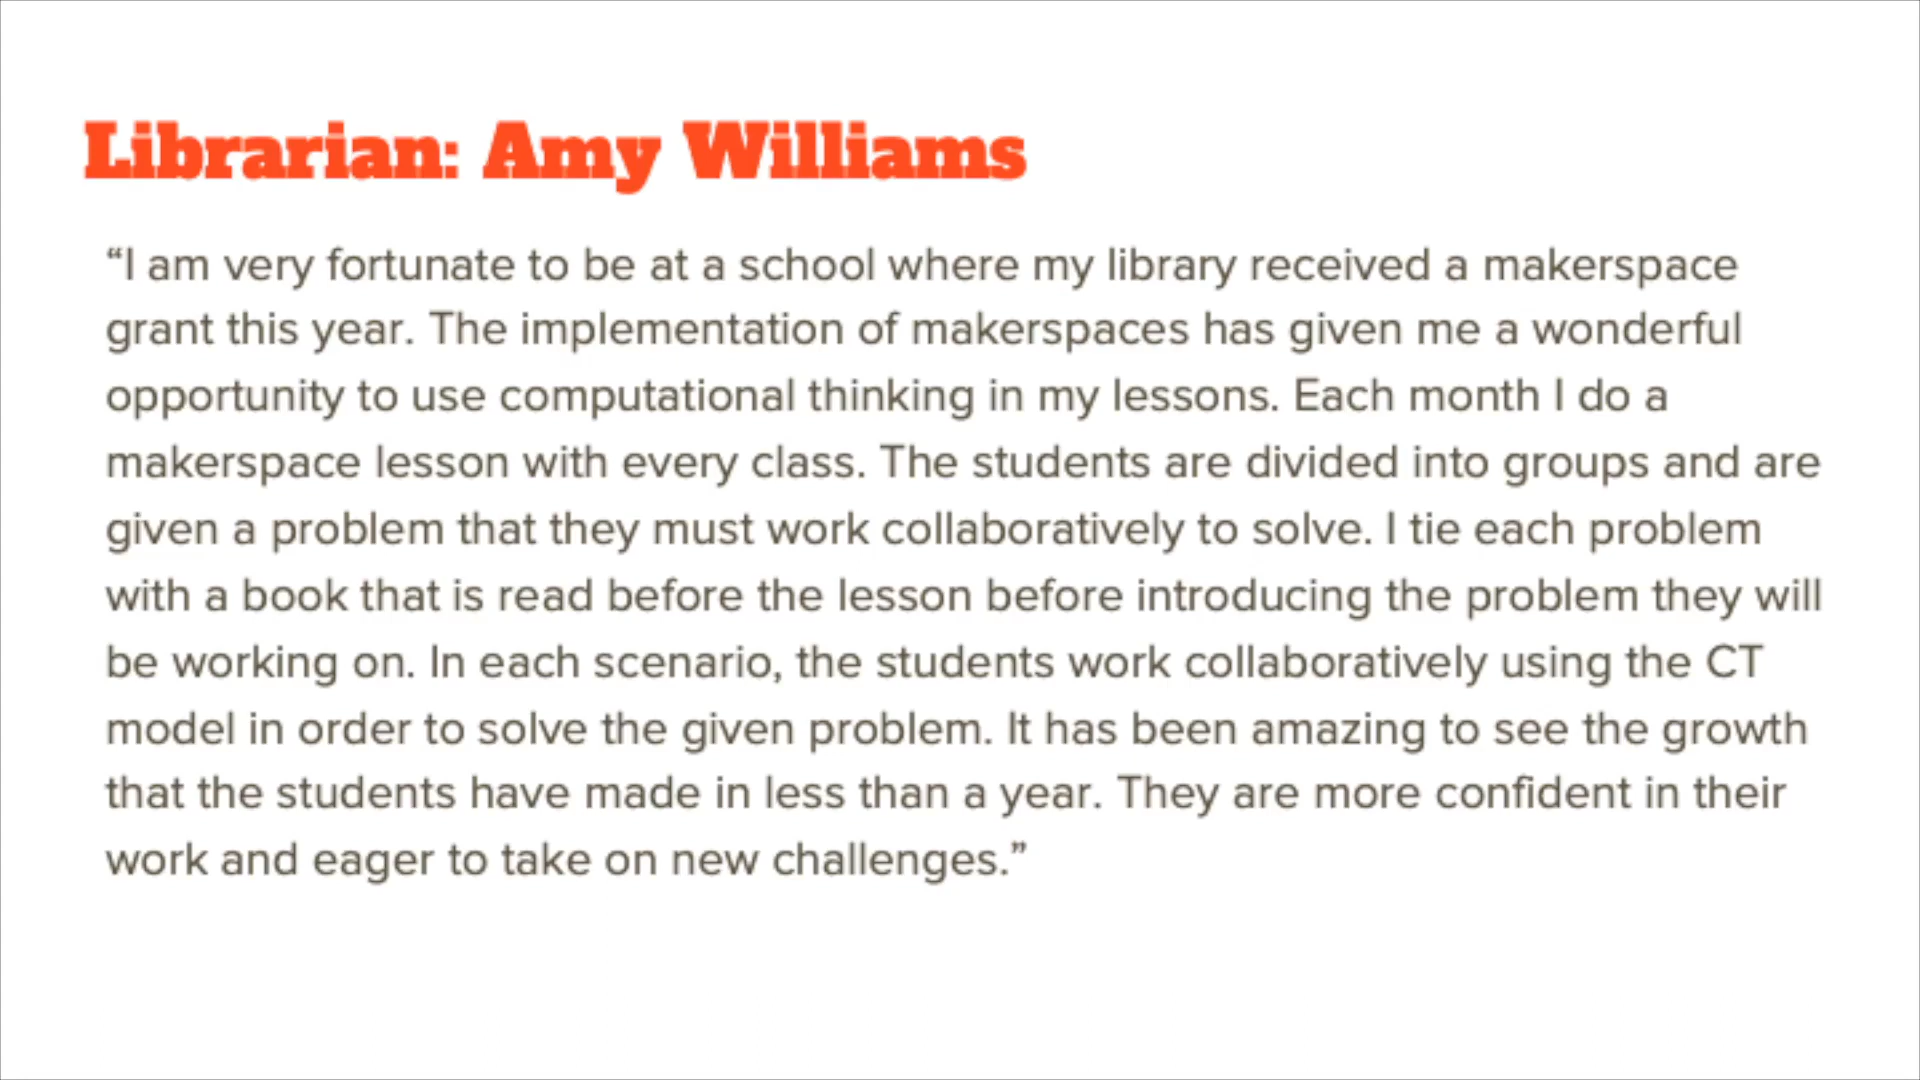 Librarian: Amy Williams
“I am very fortunate to be at a school where my library received a makerspace
grant this year. The implementation of makerspaces has given me a wonderful
opportunity to use computational thinking in my lessons. Each month I do a
makerspace lesson with every class. The students are divided into groups and are
given a problem that they must work collaboratively to solve. I tie each problem
with a book that is read before the lesson before introducing the problem they will
be working on. In each scenario, the students work collaboratively using the CT
model in order to solve the given problem. It has been amazing to see the growth
that the students have made in less than a year. They are more confident in their
work and eager to take on new challenges.”